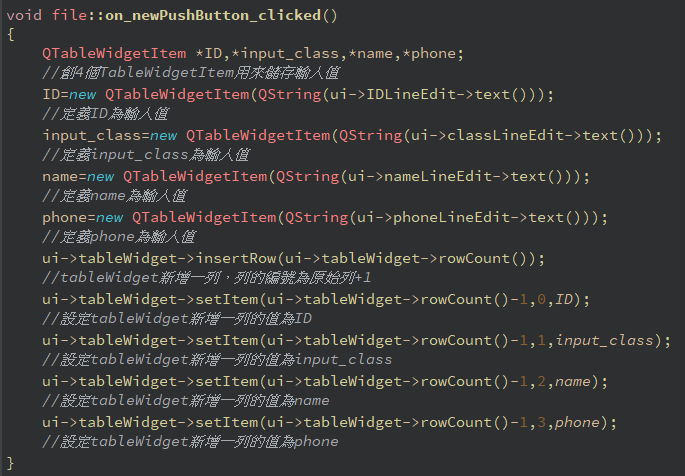 void file::on_newPushButton_clicked()
{
QTableWidgetItem *ID,*input_class,*name,*phone;
//創4個TableWidgetItem用來儲存輸入值
ID=new QTableWidgetItem(QString(ui->IDLineEdit->text()));
//定義ID為輸入值
input_class=new QTableWidgetItem(QString(ui->classLineEdit->text()));
//定義input_class為輸入值
name=new QTableWidgetItem(QString(ui->nameLineEdit->text()));
//定義name為輸入值
phone=new QTableWidgetItem(QString(ui->phoneLineEdit->text()));
//定義phone為輸入值
ui->tableWidget->insertRow(ui->tableWidget->rowCount());
//tableWidget新增一列，列的編號為原始列+1
ui->tableWidget->setItem(ui->tableWidget->rowCount()-1,0,ID);
//設定tableWidget新增一列的值為ID
ui->tableWidget->setItem(ui->tableWidget->rowCount()-1,1,input_class);
//設定tableWidget新增一列的值為input_class
ui->tableWidget->setItem(ui->tableWidget->rowCount()-1,2,name);
//設定tableWidget新增一列的值為name
ui->tableWidget->setItem(ui->tableWidget->rowCount()-1,3,phone);
//設定tableWidget新增一列的值為phone
}